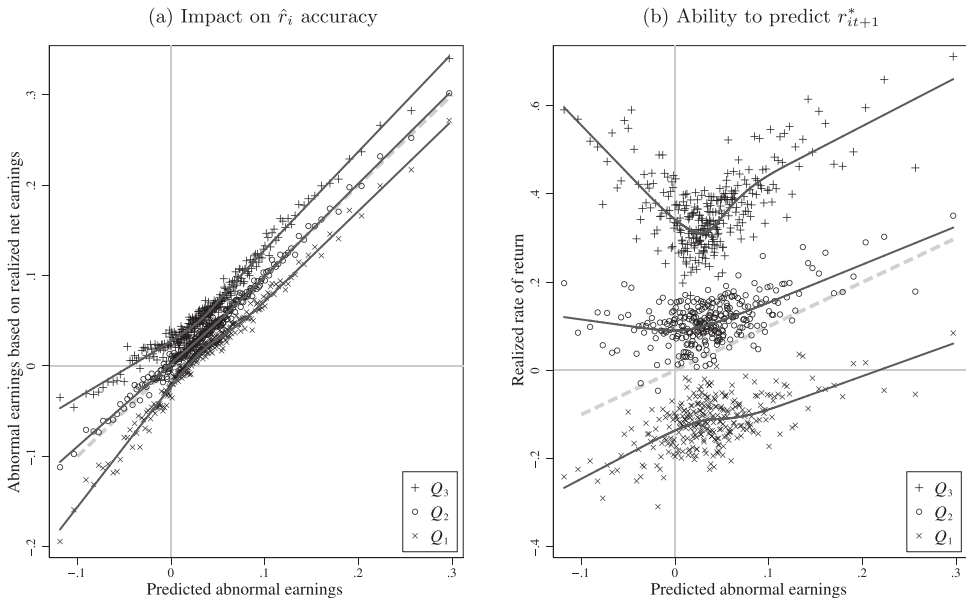 (a) Impact on r̂ᵢ accuracy
Abnormal earnings based on realized net earnings
.3
.2
.1
0
-.1
-.2
-.1
0
.1
.2
.3
Predicted abnormal earnings
+ Q₃
○ Q₂
× Q₁
(b) Ability to predict r*ᵢₜ₊₁
Realized rate of return
.6
.4
.2
0
-.2
-.4
-.1
0
.1
.2
.3
Predicted abnormal earnings
+ Q₃
○ Q₂
× Q₁